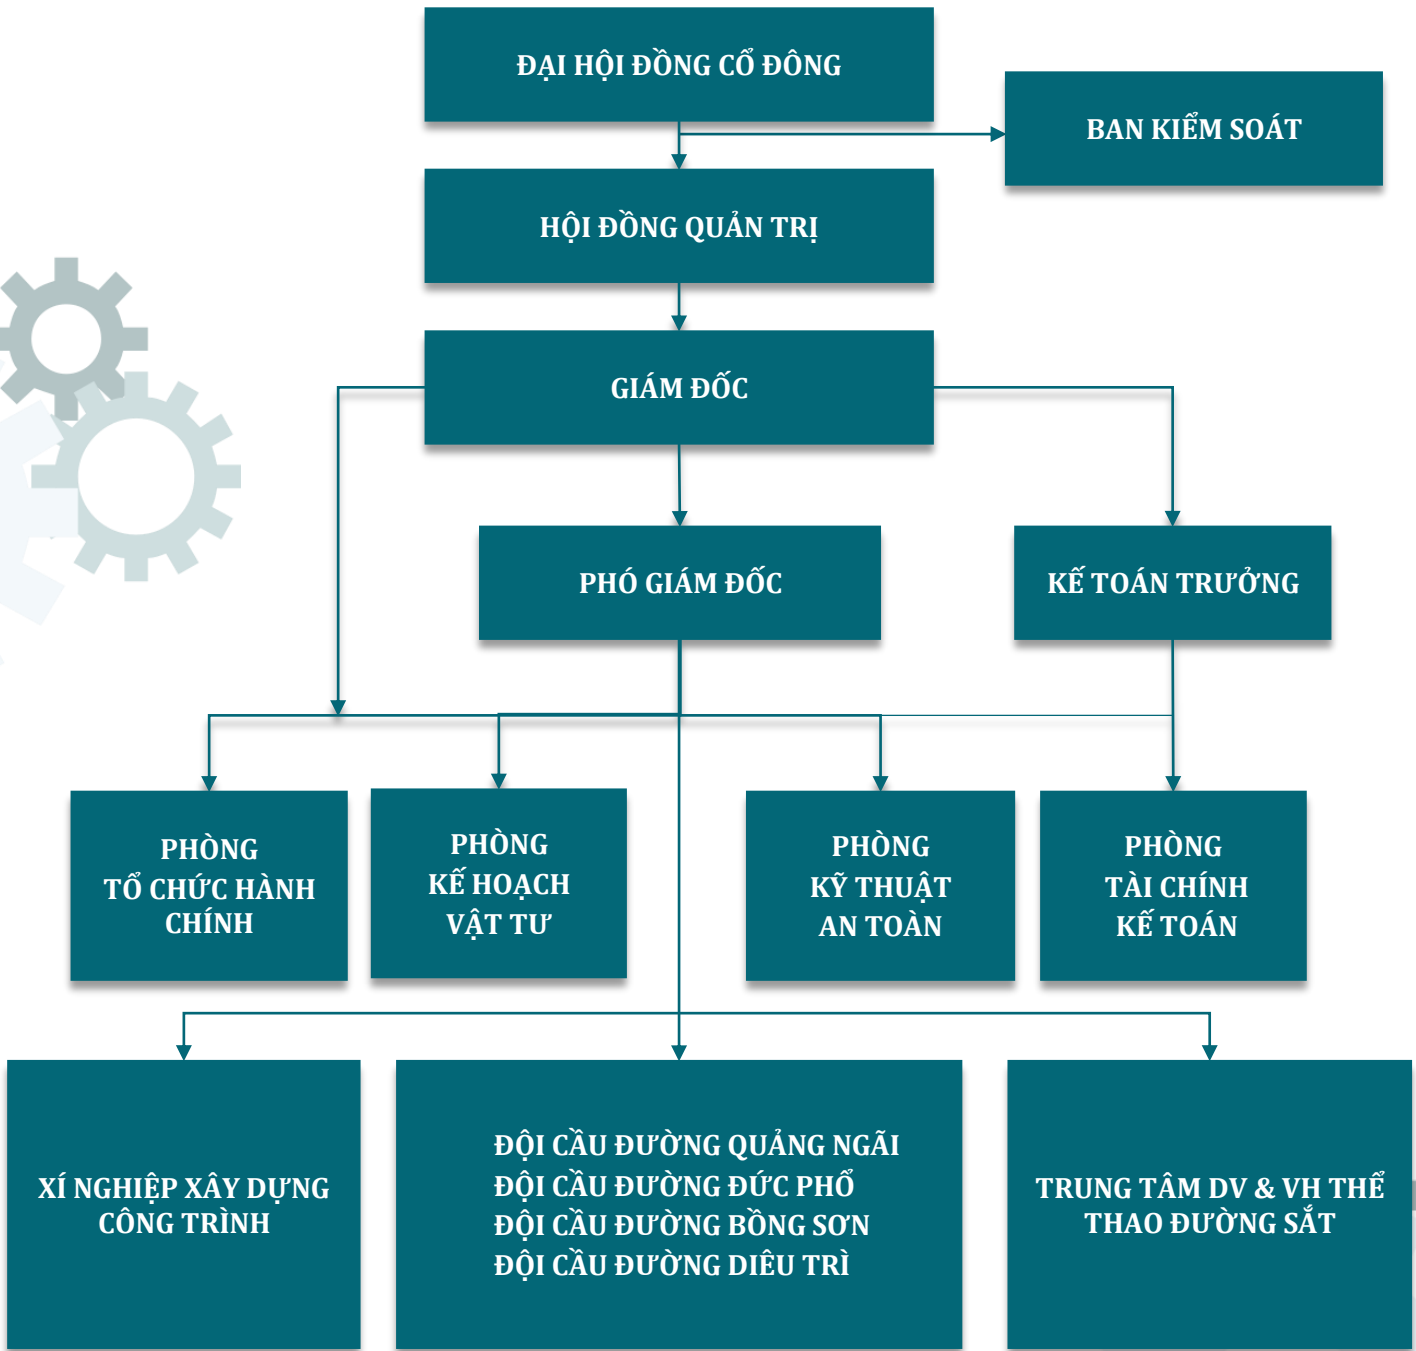 ĐẠI HỘI ĐỒNG CỔ ĐÔNG
BAN KIỂM SOÁT
HỘI ĐỒNG QUẢN TRỊ
GIÁM ĐỐC
PHÓ GIÁM ĐỐC
KẾ TOÁN TRƯỞNG
PHÒNG
TỔ CHỨC HÀNH
CHÍNH
PHÒNG
KẾ HOẠCH
VẬT TƯ
PHÒNG
KỸ THUẬT
AN TOÀN
PHÒNG
TÀI CHÍNH
KẾ TOÁN
XÍ NGHIỆP XÂY DỰNG
CÔNG TRÌNH
ĐỘI CẦU ĐƯỜNG QUẢNG NGÃI
ĐỘI CẦU ĐƯỜNG ĐỨC PHỔ
ĐỘI CẦU ĐƯỜNG BỒNG SƠN
ĐỘI CẦU ĐƯỜNG DIÊU TRÌ
TRUNG TÂM DV & VH THỂ
THAO ĐƯỜNG SẮT